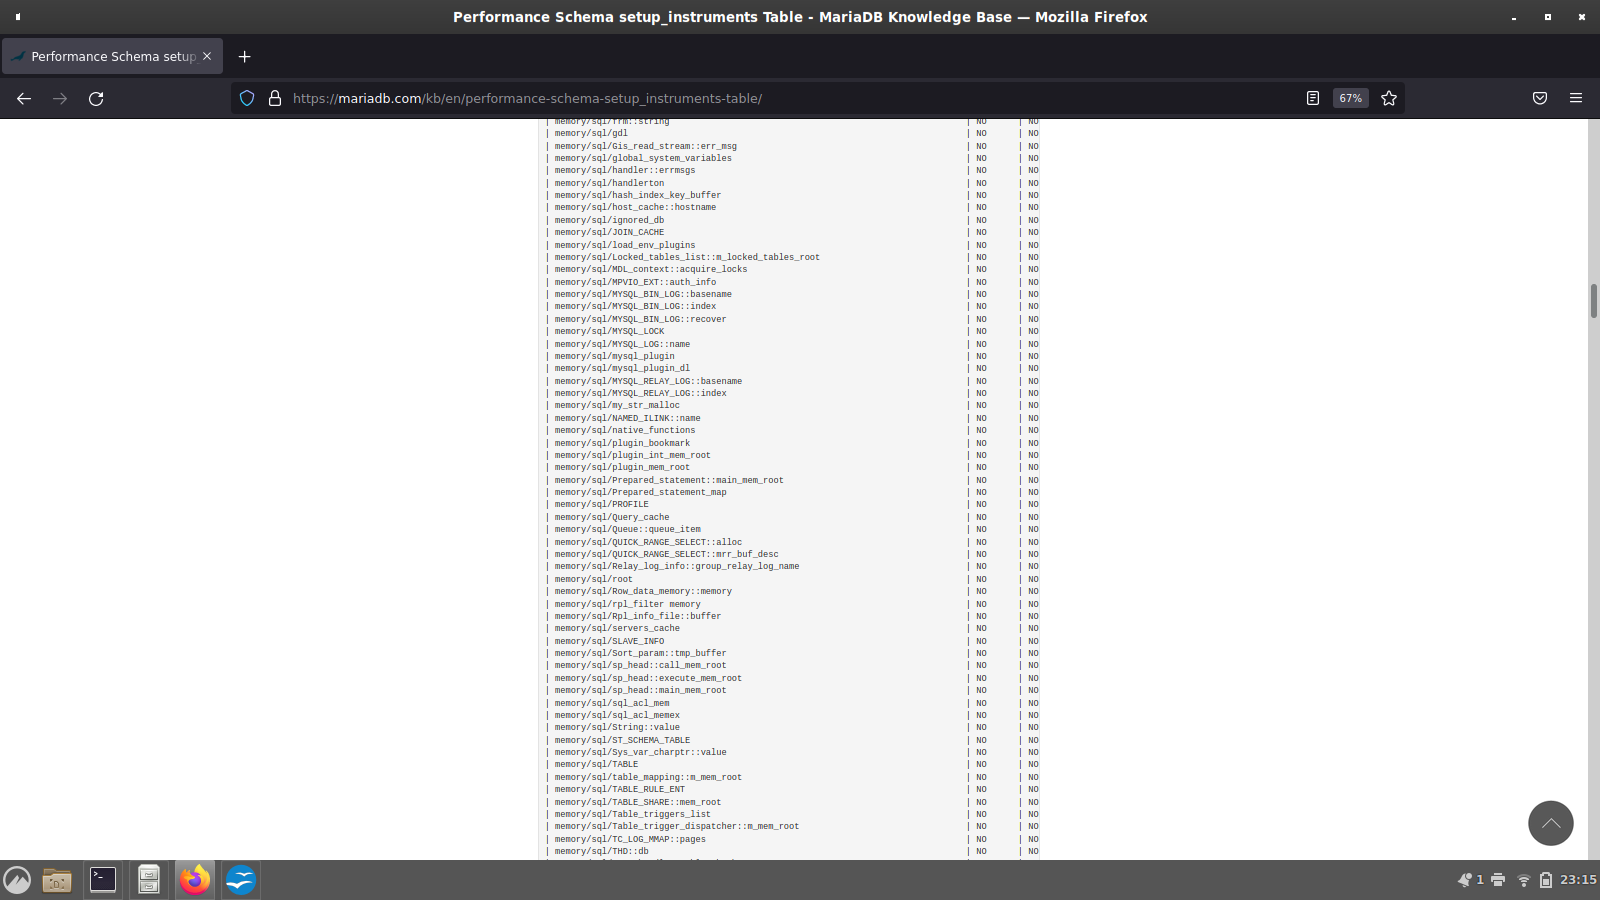 Performance Schema setup_instruments Table - MariaDB Knowledge Base — Mozilla Firefox
Performance Schema setup_
https://mariadb.com/kb/en/performance-schema-setup_instruments-table/
67%
| memory/sql/frm::string | NO | NO
| memory/sql/gdl | NO | NO
| memory/sql/Gis_read_stream::err_msg | NO | NO
| memory/sql/global_system_variables | NO | NO
| memory/sql/handler::errmsgs | NO | NO
| memory/sql/handlerton | NO | NO
| memory/sql/hash_index_key_buffer | NO | NO
| memory/sql/host_cache::hostname | NO | NO
| memory/sql/ignored_db | NO | NO
| memory/sql/JOIN_CACHE | NO | NO
| memory/sql/load_env_plugins | NO | NO
| memory/sql/Locked_tables_list::m_locked_tables_root | NO | NO
| memory/sql/MDL_context::acquire_locks | NO | NO
| memory/sql/MPVIO_EXT::auth_info | NO | NO
| memory/sql/MYSQL_BIN_LOG::basename | NO | NO
| memory/sql/MYSQL_BIN_LOG::index | NO | NO
| memory/sql/MYSQL_BIN_LOG::recover | NO | NO
| memory/sql/MYSQL_LOCK | NO | NO
| memory/sql/MYSQL_LOG::name | NO | NO
| memory/sql/mysql_plugin | NO | NO
| memory/sql/mysql_plugin_dl | NO | NO
| memory/sql/MYSQL_RELAY_LOG::basename | NO | NO
| memory/sql/MYSQL_RELAY_LOG::index | NO | NO
| memory/sql/my_str_malloc | NO | NO
| memory/sql/NAMED_ILINK::name | NO | NO
| memory/sql/native_functions | NO | NO
| memory/sql/plugin_bookmark | NO | NO
| memory/sql/plugin_int_mem_root | NO | NO
| memory/sql/plugin_mem_root | NO | NO
| memory/sql/Prepared_statement::main_mem_root | NO | NO
| memory/sql/Prepared_statement_map | NO | NO
| memory/sql/PROFILE | NO | NO
| memory/sql/Query_cache | NO | NO
| memory/sql/Queue::queue_item | NO | NO
| memory/sql/QUICK_RANGE_SELECT::alloc | NO | NO
| memory/sql/QUICK_RANGE_SELECT::mrr_buf_desc | NO | NO
| memory/sql/Relay_log_info::group_relay_log_name | NO | NO
| memory/sql/root | NO | NO
| memory/sql/Row_data_memory::memory | NO | NO
| memory/sql/rpl_filter memory | NO | NO
| memory/sql/Rpl_info_file::buffer | NO | NO
| memory/sql/servers_cache | NO | NO
| memory/sql/SLAVE_INFO | NO | NO
| memory/sql/Sort_param::tmp_buffer | NO | NO
| memory/sql/sp_head::call_mem_root | NO | NO
| memory/sql/sp_head::execute_mem_root | NO | NO
| memory/sql/sp_head::main_mem_root | NO | NO
| memory/sql/sql_acl_mem | NO | NO
| memory/sql/sql_acl_memex | NO | NO
| memory/sql/String::value | NO | NO
| memory/sql/ST_SCHEMA_TABLE | NO | NO
| memory/sql/Sys_var_charptr::value | NO | NO
| memory/sql/TABLE | NO | NO
| memory/sql/table_mapping::m_mem_root | NO | NO
| memory/sql/TABLE_RULE_ENT | NO | NO
| memory/sql/TABLE_SHARE::mem_root | NO | NO
| memory/sql/Table_triggers_list | NO | NO
| memory/sql/Table_trigger_dispatcher::m_mem_root | NO | NO
| memory/sql/TC_LOG_MMAP::pages | NO | NO
| memory/sql/THD::db | NO | NO
1
23:15